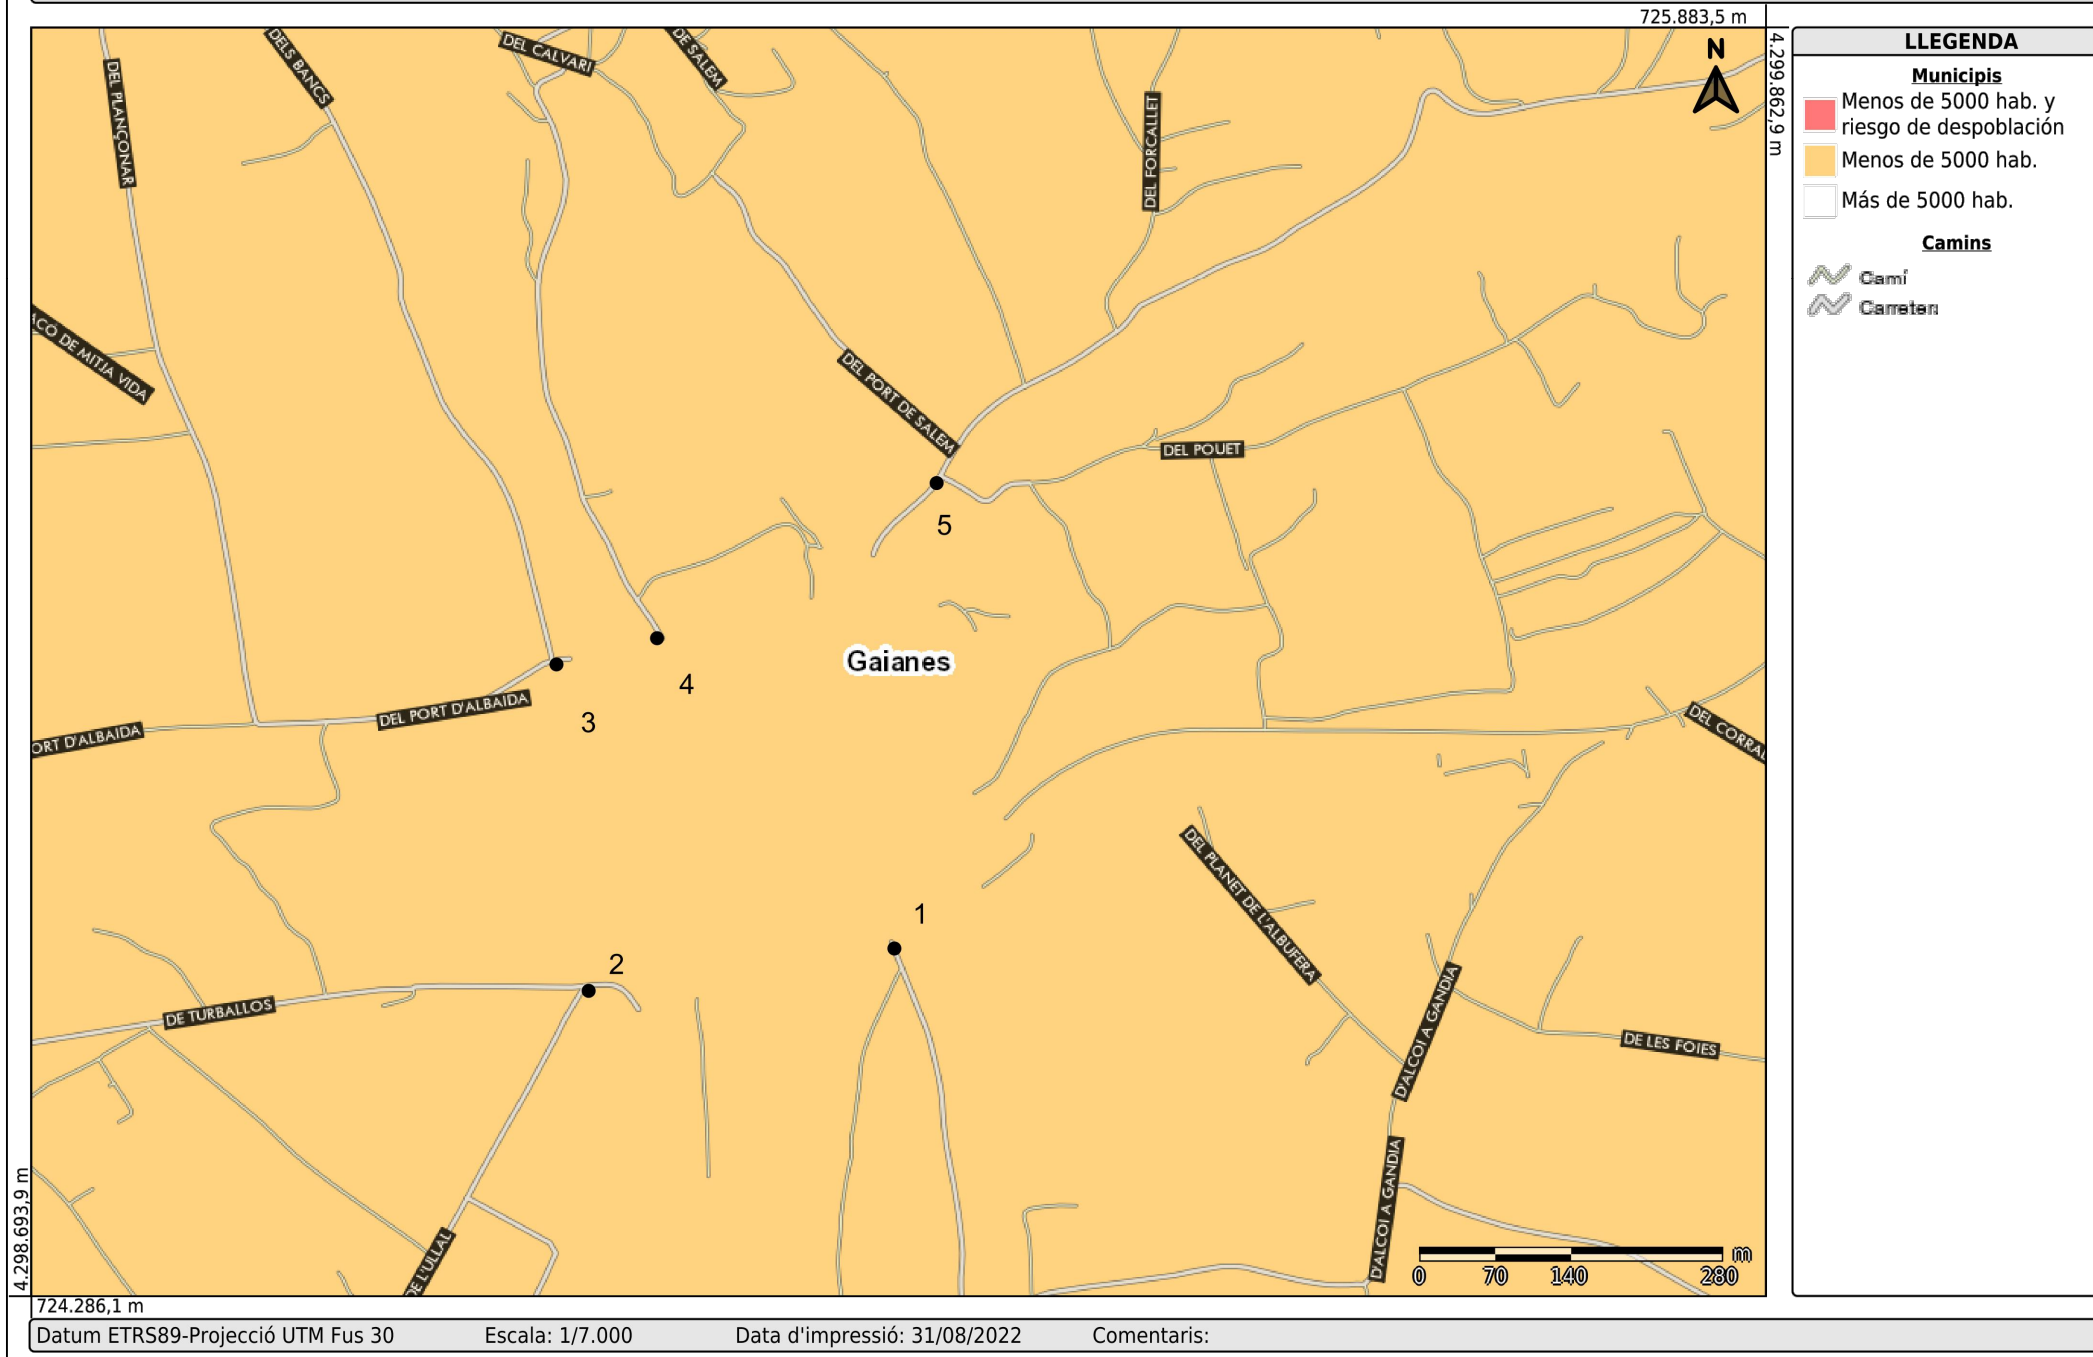 725.883,5 m
4.299.862,9 m
N
LLEGENDA
Municipis
Menos de 5000 hab. y
riesgo de despoblación
Menos de 5000 hab.
Más de 5000 hab.
Camins
Camí
Carreter
DEL PLANÇONAR
DELS BANCS
DEL CALVARI
DE SALEM
DEL FORCALLET
ACÓ DE MITJA VIDA
DEL PORT DE SALEM
DEL POUET
5
Gaianes
4
3
DEL PORT D'ALBAIDA
ORT D'ALBAIDA
DEL CORRAL
DEL PLANET DE L'ALBUFERA
1
2
DE TURBALLOS
D'ALCOI A GANDIA
DE LES FOIES
D'ALCOI A GANDIA
DE L'ULLAL
m
0 70 140 280
4.298.693,9 m
724.286,1 m
Datum ETRS89-Projecció UTM Fus 30 Escala: 1/7.000 Data d'impressió: 31/08/2022 Comentaris: